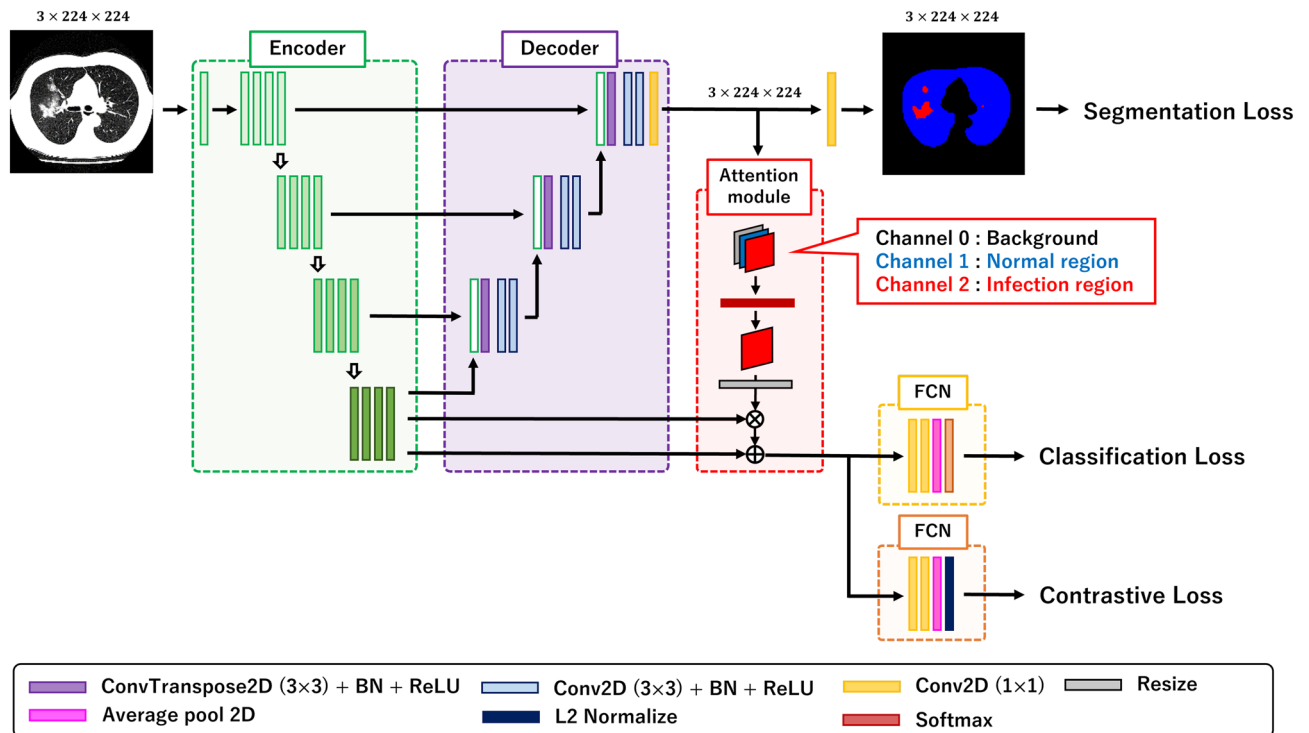 3 × 224 × 224
3 × 224 × 224
Encoder
Decoder
3 × 224 × 224
Segmentation Loss
Attention
module
Channel 0 : Background
Channel 1 : Normal region
Channel 2 : Infection region
FCN
Classification Loss
FCN
Contrastive Loss
ConvTranspose2D (3×3) + BN + ReLU
Conv2D (3×3) + BN + ReLU
Conv2D (1×1)
Resize
Average pool 2D
L2 Normalize
Softmax